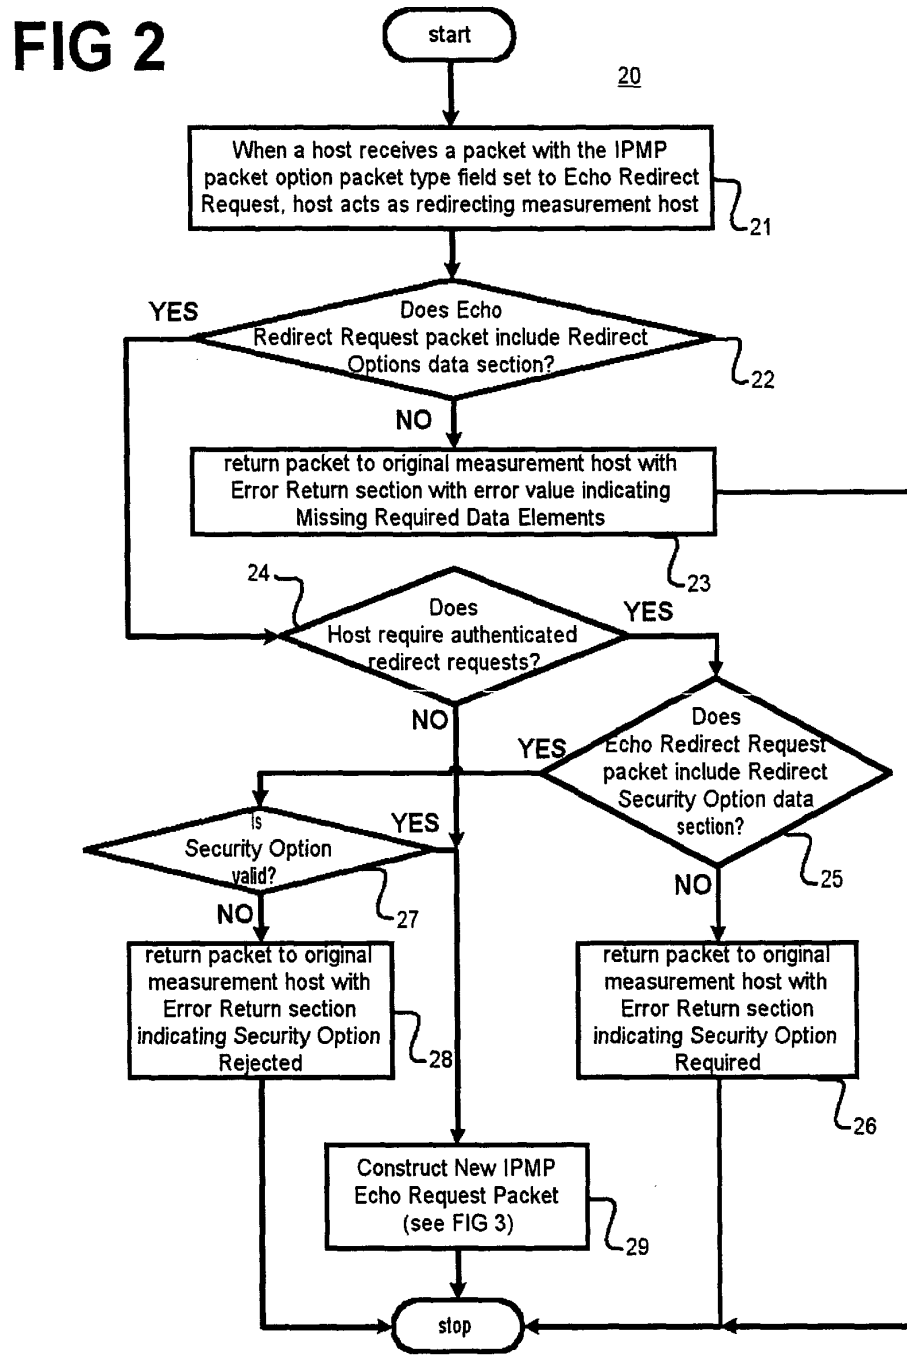 FIG 2
start
20
When a host receives a packet with the IPMP
packet option packet type field set to Echo Redirect
Request, host acts as redirecting measurement host
21
YES
Does Echo
Redirect Request packet include Redirect
Options data section?
22
NO
return packet to original measurement host with
Error Return section with error value indicating
Missing Required Data Elements
23
24
Does
Host require authenticated
redirect requests?
YES
NO
Does
Echo Redirect Request
packet include Redirect
Security Option data
section?
YES
25
NO
Is
Security Option
valid?
YES
27
NO
return packet to original
measurement host with
Error Return section
indicating Security Option
Rejected
28
return packet to original
measurement host with
Error Return section
indicating Security Option
Required
26
Construct New IPMP
Echo Request Packet
(see FIG 3)
29
stop